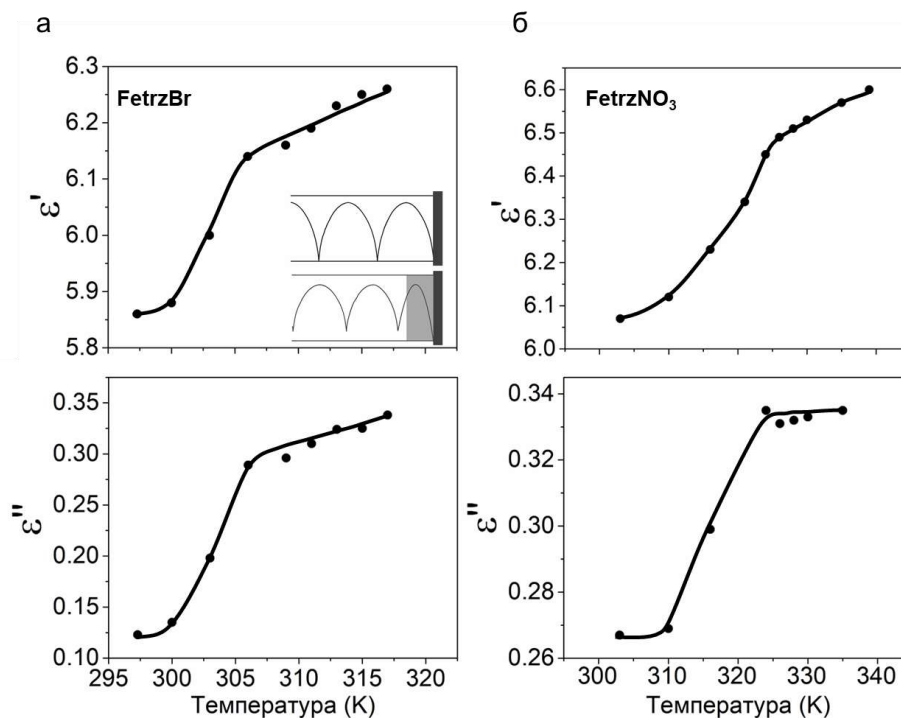 а
б
FetrzBr
6.3
6.2
6.1
6.0
5.9
5.8
ε'
FetrzNO₃
6.6
6.5
6.4
6.3
6.2
6.1
6.0
ε'
0.35
0.30
0.25
0.20
0.15
0.10
ε''
295 300 305 310 315 320
Температура (K)
0.34
0.32
0.30
0.28
0.26
ε''
300 310 320 330 340
Температура (K)